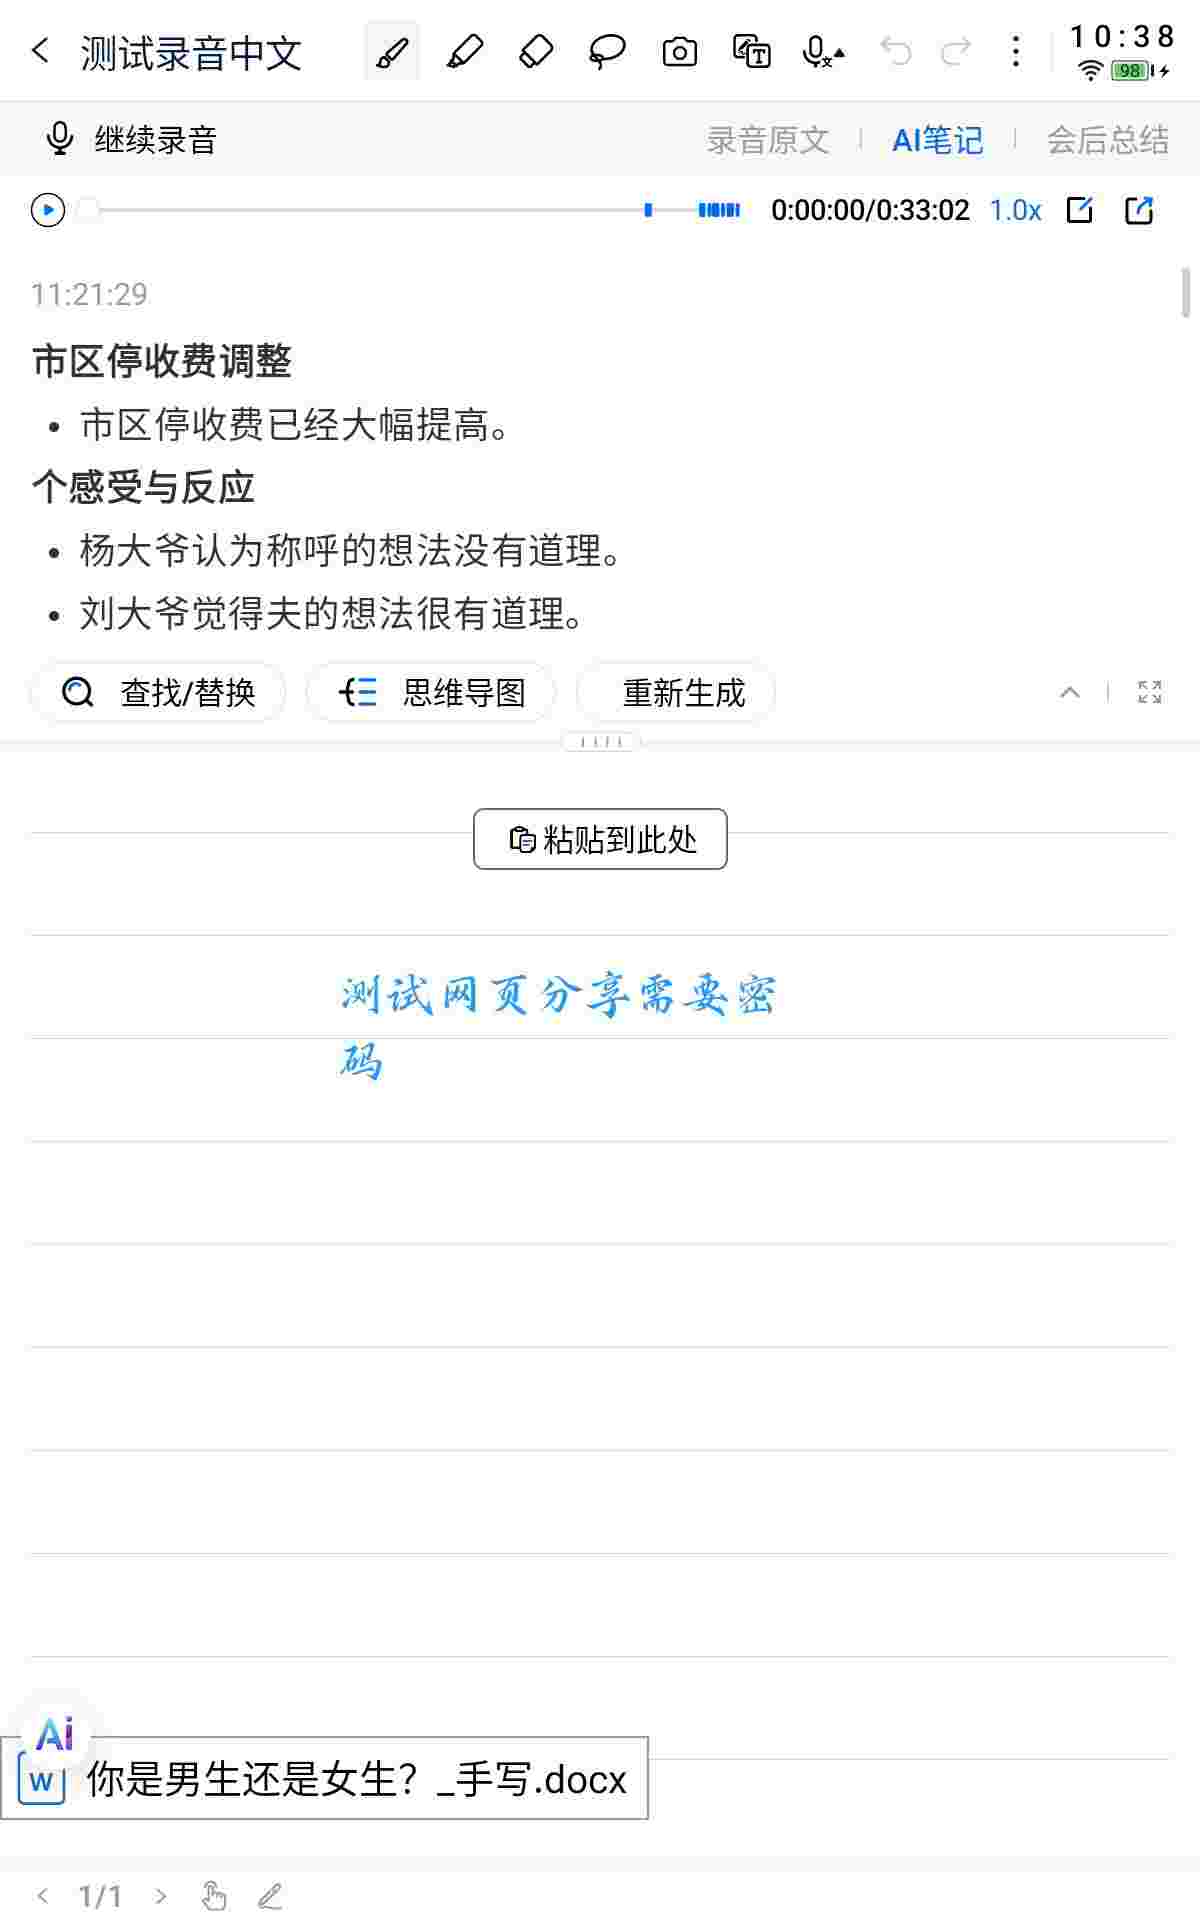 测试录音中文
10:38
98
继续录音
录音原文
AI笔记
会后总结
0:00:00/0:33:02
1.0x
11:21:29
市区停收费调整
• 市区停收费已经大幅提高。
个感受与反应
• 杨大爷认为称呼的想法没有道理。
• 刘大爷觉得夫的想法很有道理。
查找/替换
思维导图
重新生成
粘贴到此处
测试网页分享需要密
码
Ai
W 你是男生还是女生？_手写.docx
1/1